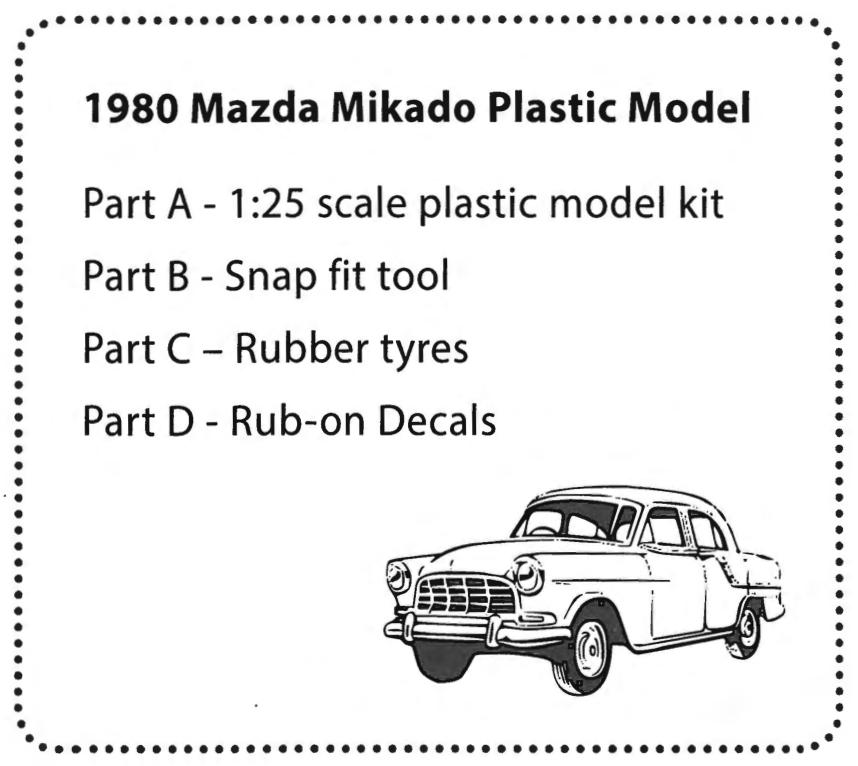 1980 Mazda Mikado Plastic Model
Part A - 1:25 scale plastic model kit
Part B - Snap fit tool
Part C – Rubber tyres
Part D - Rub-on Decals